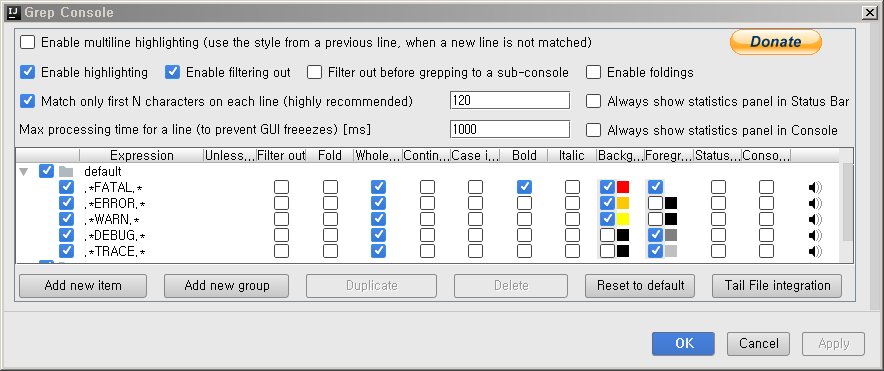 Grep Console
Enable multiline highlighting (use the style from a previous line, when a new line is not matched)
Donate
Enable highlighting Enable filtering out Filter out before grepping to a sub-console Enable foldings
Match only first N characters on each line (highly recommended) 120 Always show statistics panel in Status Bar
Max processing time for a line (to prevent GUI freeezes) [ms] 1000 Always show statistics panel in Console
Expression Unless... Filter out Fold Whole... Contin... Case i... Bold Italic Backg... Foregr... Status... Conso...
default
.*FATAL.*
.*ERROR.*
.*WARN.*
.*DEBUG.*
.*TRACE.*
Add new item Add new group Duplicate Delete Reset to default Tail File integration
OK Cancel Apply